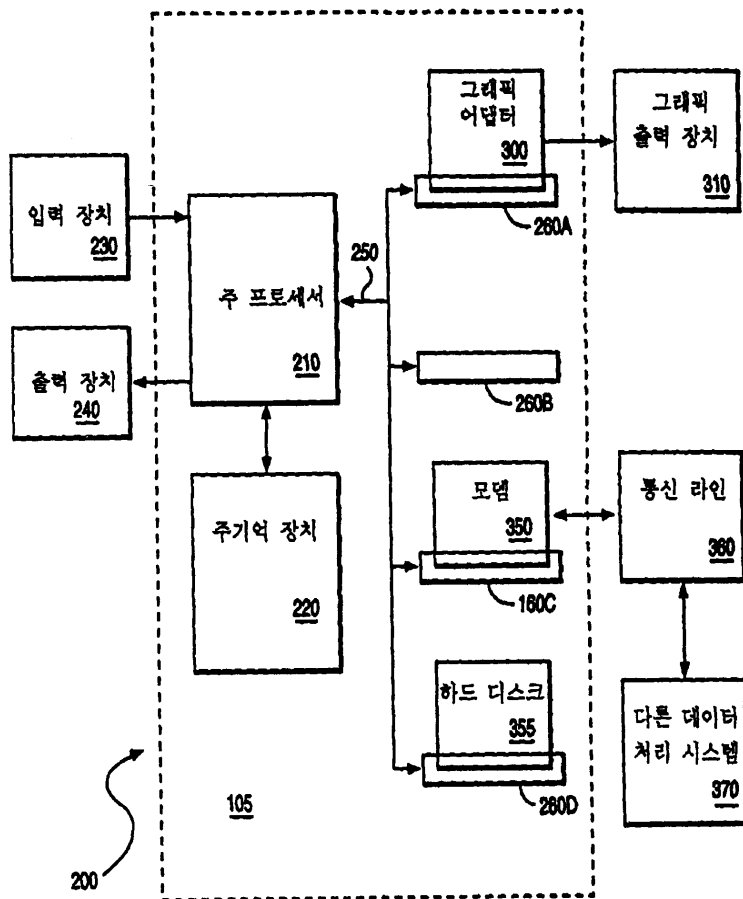 그래픽
어댑터
300
260A
그래픽
출력 장치
310
입력 장치
230
주 프로세서
210
250
출력 장치
240
260B
주기억 장치
220
모뎀
350
160C
통신 라인
360
하드 디스크
355
260D
다른 데이터
처리 시스템
370
105
200